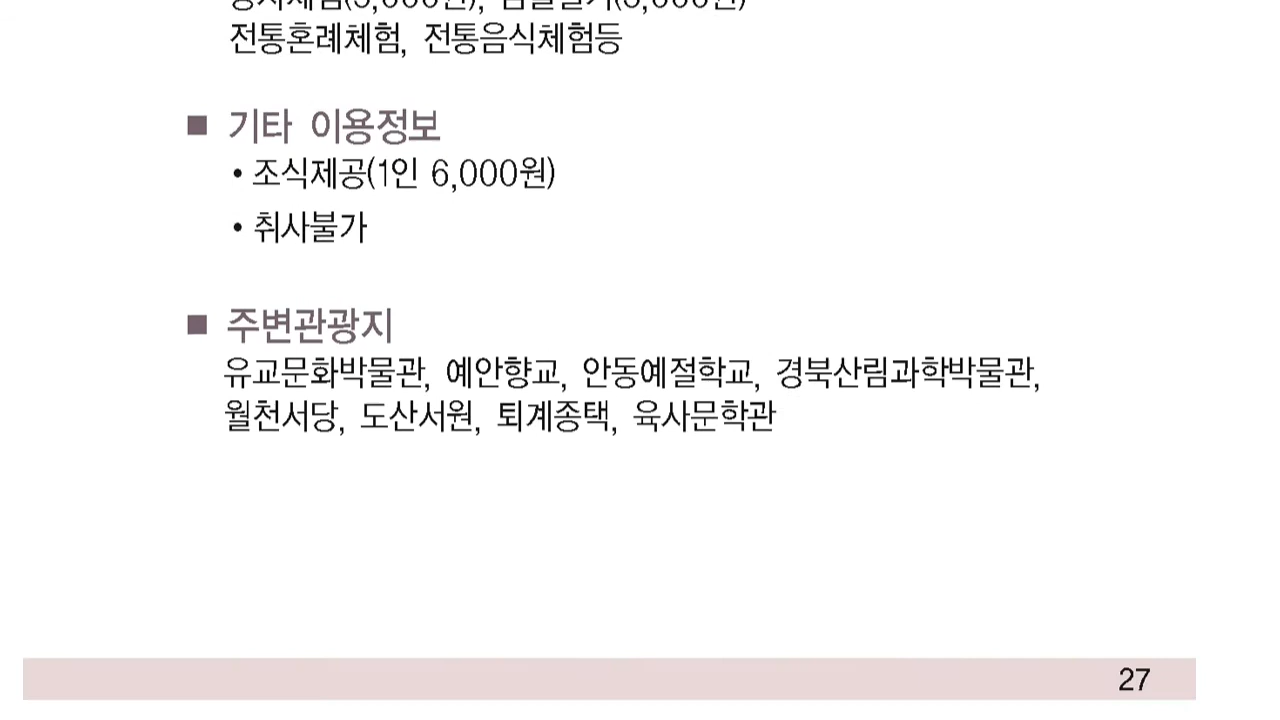 전통혼례체험, 전통음식체험등
■ 기타 이용정보
• 조식제공(1인 6,000원)
• 취사불가
■ 주변관광지
유교문화박물관, 예안향교, 안동예절학교, 경북산림과학박물관,
월천서당, 도산서원, 퇴계종택, 육사문학관
27